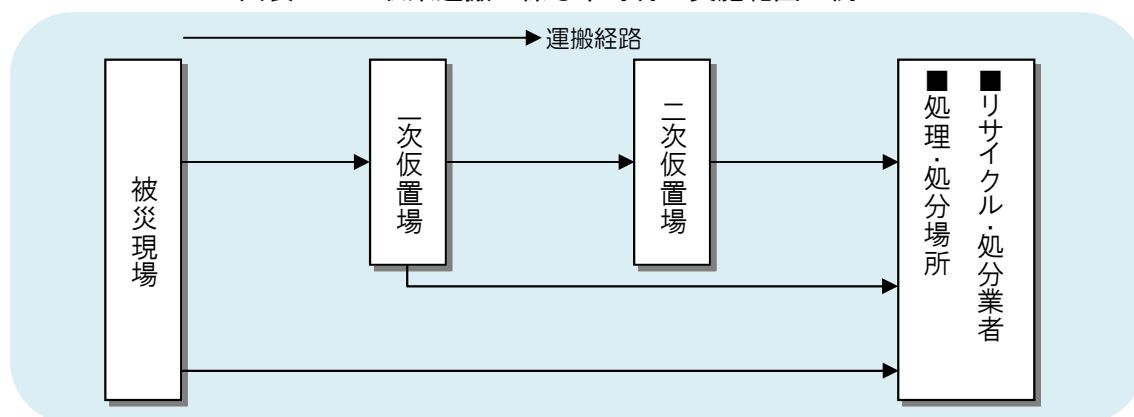 運搬経路
被災現場
一次仮置場
二次仮置場
■リサイクル・処分業者
■処理・処分場所